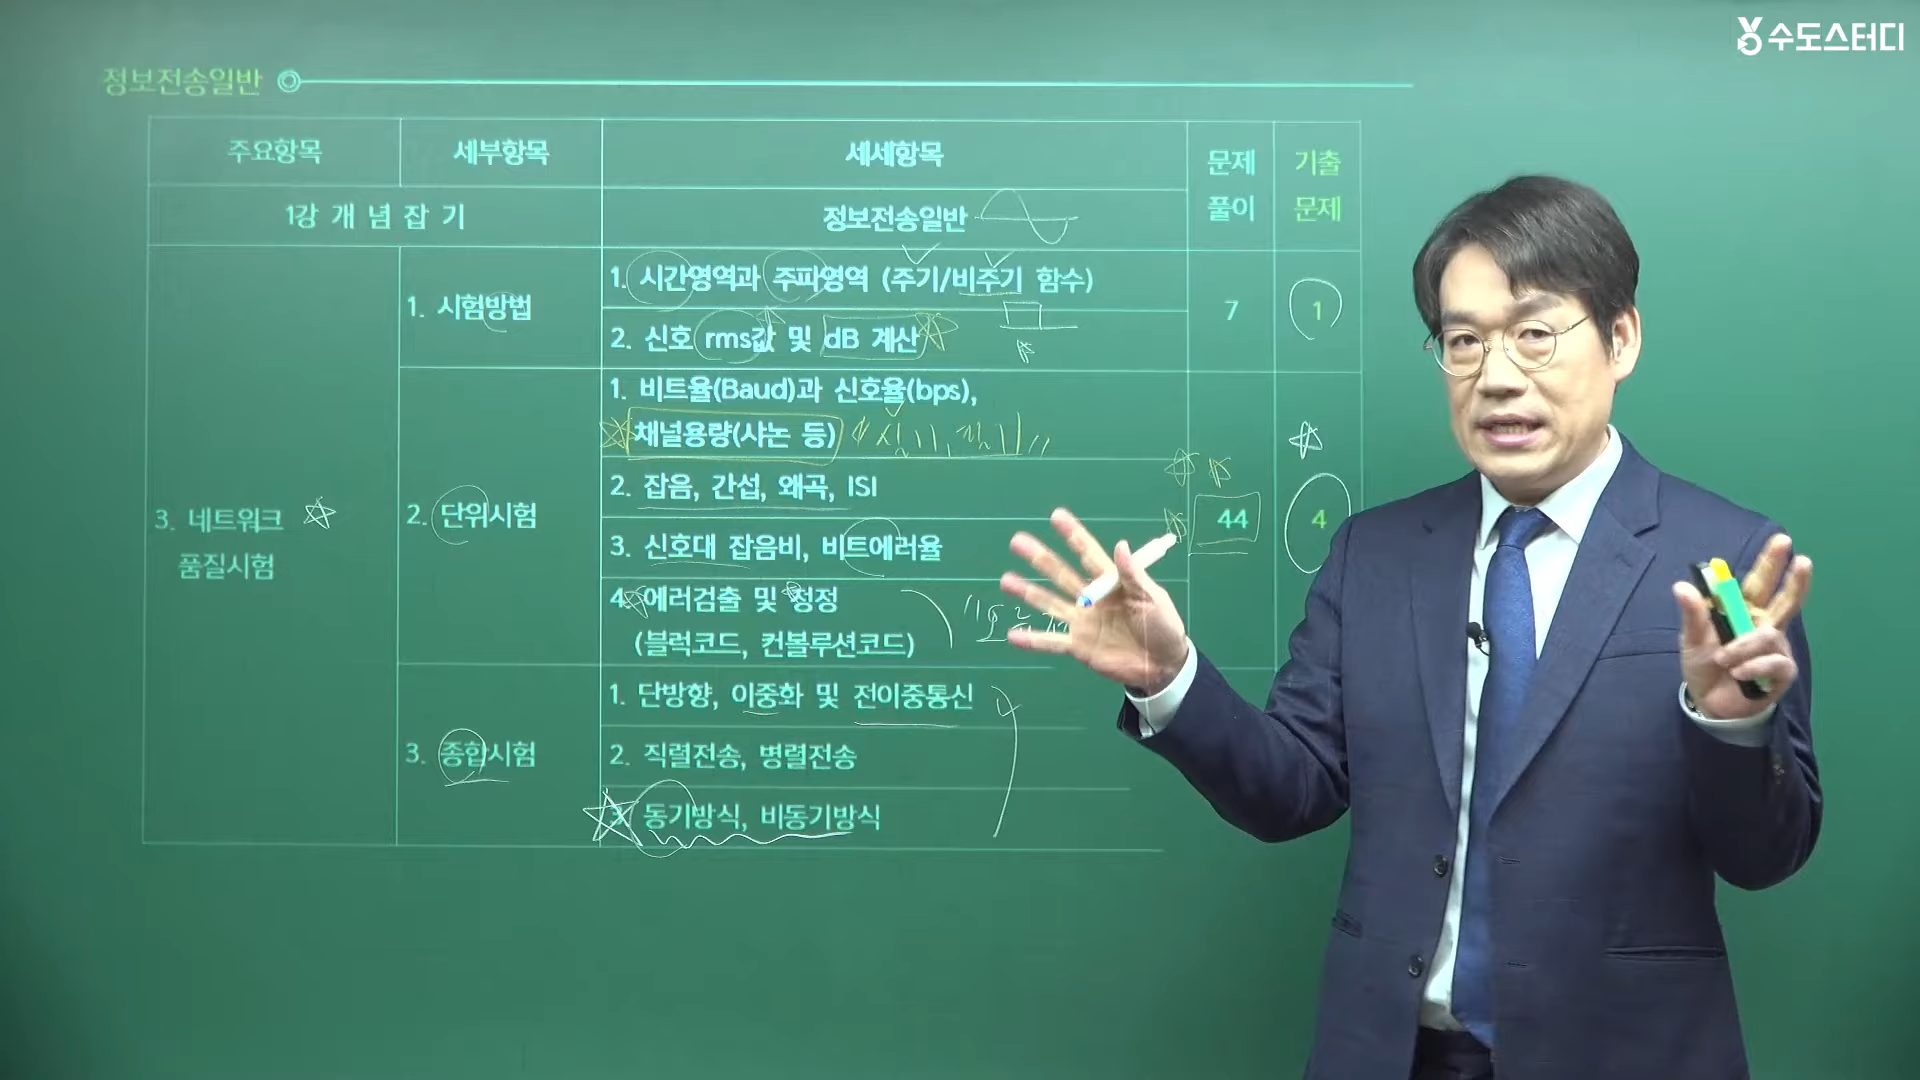 수도스터디
정보전송일반
주요항목 세부항목 세세항목 문제 풀이 기출 문제
1강 개 념 잡 기 정보전송일반
1. 시험방법
1. 시간영역과 주파영역 (주기/비주기 함수)
2. 신호 rms값 및 dB 계산
7 1
3. 네트워크
품질시험
2. 단위시험
1. 비트율(Baud)과 신호율(bps),
채널용량(샤논 등)
2. 잡음, 간섭, 왜곡, ISI
3. 신호대 잡음비, 비트에러율
4. 에러검출 및 정정
(블럭코드, 컨볼루션코드)
44 4
3. 종합시험
1. 단방향, 이중화 및 전이중통신
2. 직렬전송, 병렬전송
3. 동기방식, 비동기방식